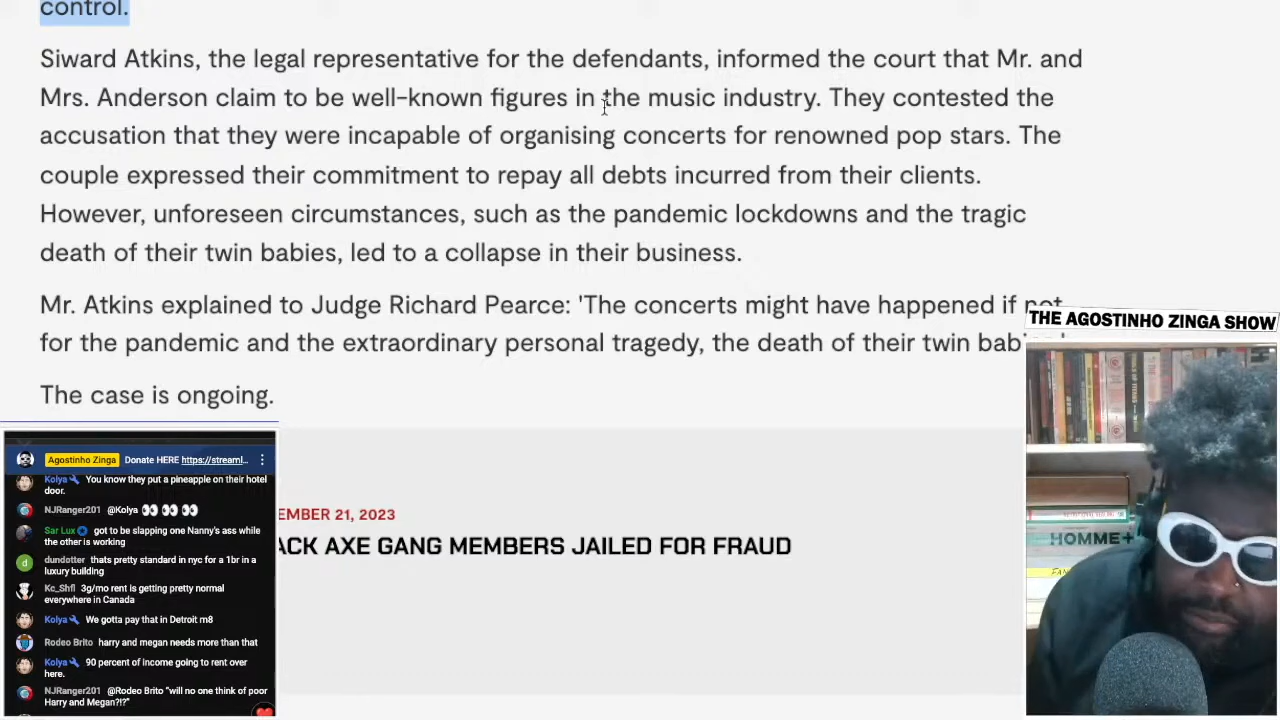 control.
Siward Atkins, the legal representative for the defendants, informed the court that Mr. and
Mrs. Anderson claim to be well-known figures in the music industry. They contested the
accusation that they were incapable of organising concerts for renowned pop stars. The
couple expressed their commitment to repay all debts incurred from their clients.
However, unforeseen circumstances, such as the pandemic lockdowns and the tragic
death of their twin babies, led to a collapse in their business.
Mr. Atkins explained to Judge Richard Pearce: 'The concerts might have happened if not
for the pandemic and the extraordinary personal tragedy, the death of their twin bab
The case is ongoing.
THE AGOSTINHO ZINGA SHOW
HOMME+
EMBER 21, 2023
ACK AXE GANG MEMBERS JAILED FOR FRAUD
Agostinho Zinga Donate HERE https://streaml...
Kolya You know they put a pineapple on their hotel
door.
NJRanger201 @Kolya 👀 👀 👀
Sar Lux got to be slapping one Nanny's ass while
the other is working
dundotter thats pretty standard in nyc for a 1br in a
luxury building
Kc_Shfl 3g/mo rent is getting pretty normal
everywhere in Canada
Kolya We gotta pay that in Detroit m8
Rodeo Brito harry and megan needs more than that
Kolya 90 percent of income going to rent over
here.
NJRanger201 @Rodeo Brito "will no one think of poor
Harry and Megan?!?"